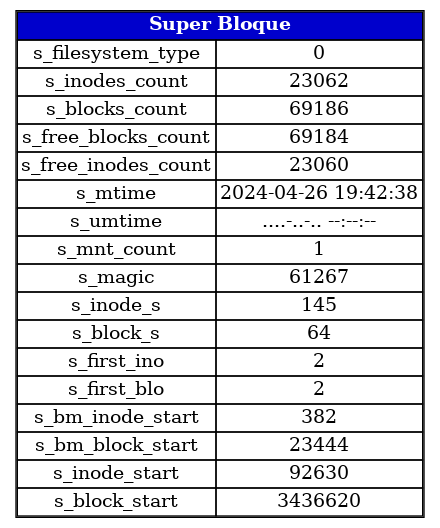 Super Bloque
s_filesystem_type 0
s_inodes_count 23062
s_blocks_count 69186
s_free_blocks_count 69184
s_free_inodes_count 23060
s_mtime 2024-04-26 19:42:38
s_umtime ....-..-.. --:--:--
s_mnt_count 1
s_magic 61267
s_inode_s 145
s_block_s 64
s_first_ino 2
s_first_blo 2
s_bm_inode_start 382
s_bm_block_start 23444
s_inode_start 92630
s_block_start 3436620